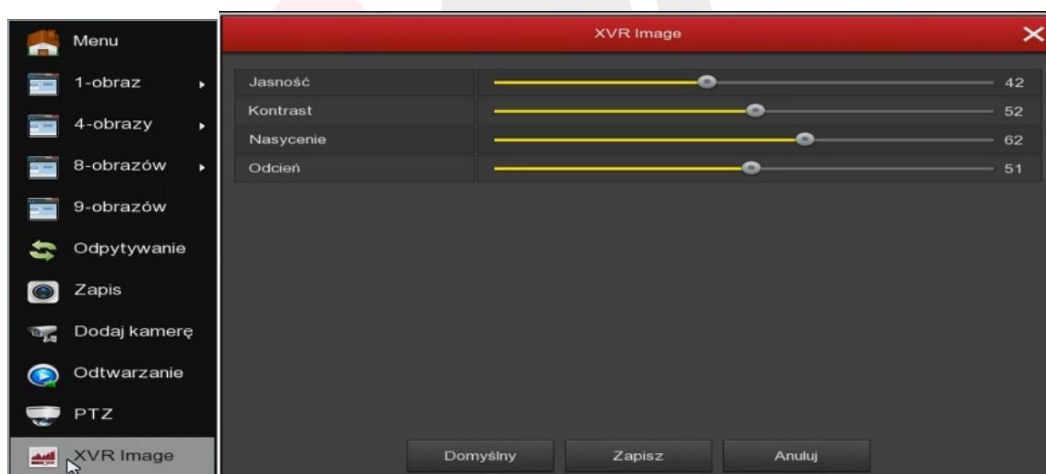 Menu
1-obraz
4-obrazy
8-obrazów
9-obrazów
Odpytywanie
Zapis
Dodaj kamerę
Odtwarzanie
PTZ
XVR Image
XVR Image
Jasność 42
Kontrast 52
Nasycenie 62
Odcień 51
Domyślny Zapisz Anuluj